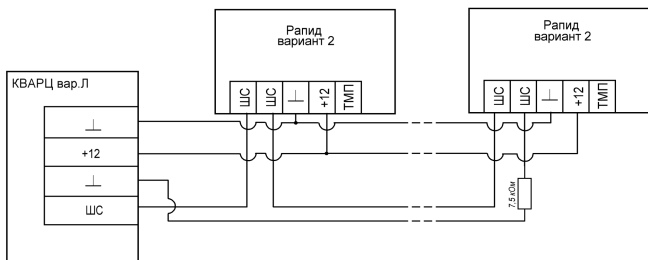 Рапид
вариант 2
Рапид
вариант 2
КВАРЦ вар.Л
ШС
ШС
⊥
+12
ТМП
ШС
ШС
⊥
+12
ТМП
⊥
+12
⊥
ШС
7,5 кОм